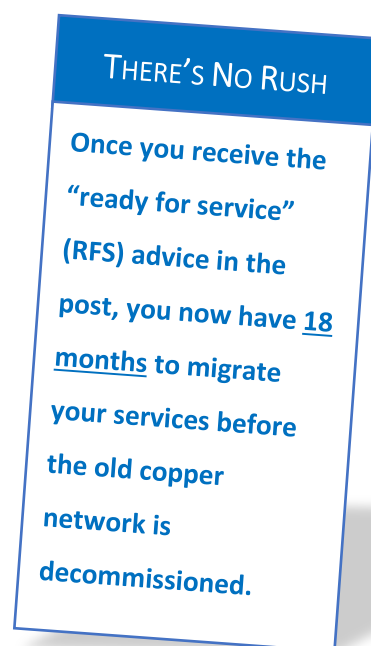 There’s No Rush
Once you receive the
“ready for service”
(RFS) advice in the
post, you now have 18
months to migrate
your services before
the old copper
network is
decommissioned.